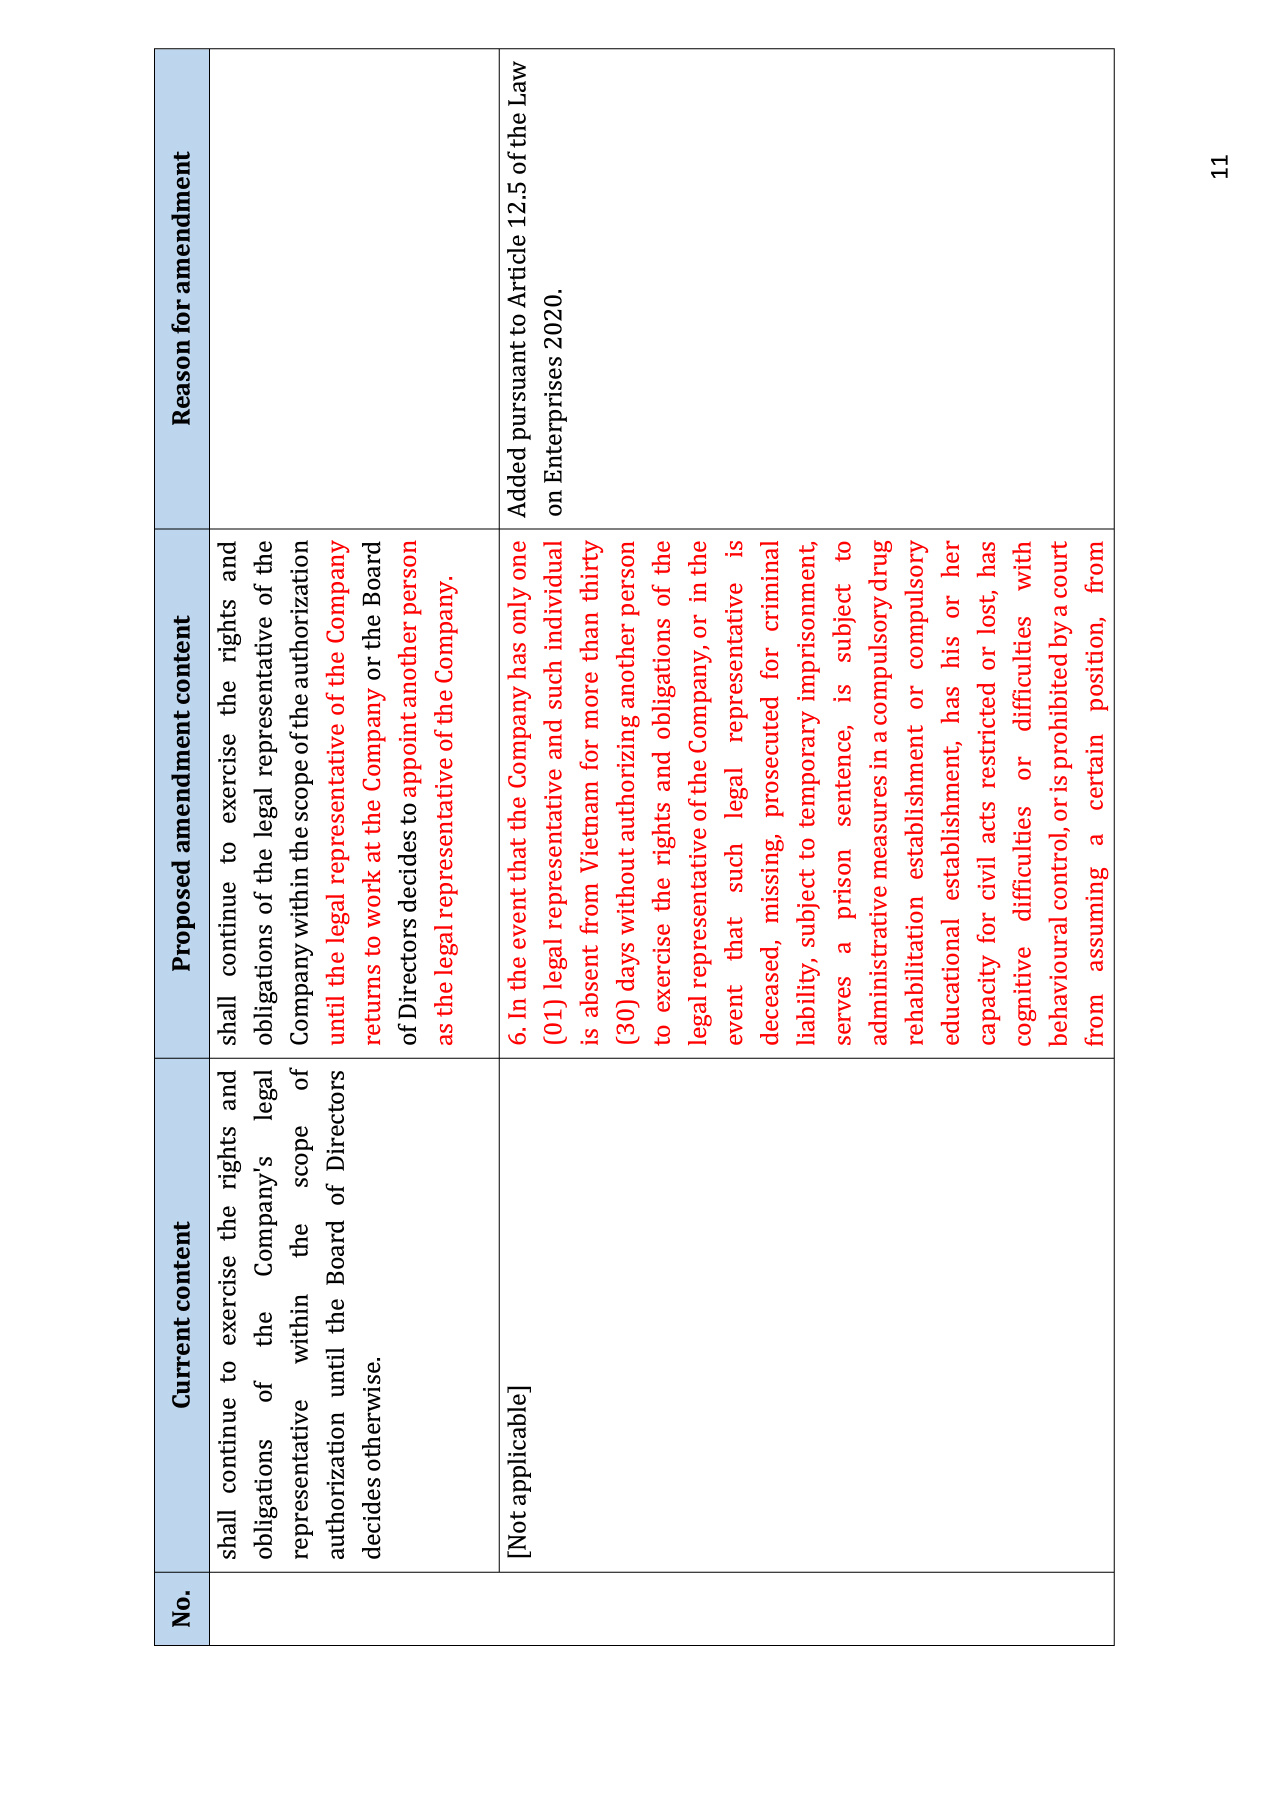 No.
Current content
Proposed amendment content
Reason for amendment
shall continue to exercise the rights and
obligations of the Company's legal
representative within the scope of
authorization until the Board of Directors
decides otherwise.
shall continue to exercise the rights and
obligations of the legal representative of the
Company within the scope of the authorization
until the legal representative of the Company
returns to work at the Company or the Board
of Directors decides to appoint another person
as the legal representative of the Company.
[Not applicable]
6. In the event that the Company has only one
(01) legal representative and such individual
is absent from Vietnam for more than thirty
(30) days without authorizing another person
to exercise the rights and obligations of the
legal representative of the Company, or in the
event that such legal representative is
deceased, missing, prosecuted for criminal
liability, subject to temporary imprisonment,
serves a prison sentence, is subject to
administrative measures in a compulsory drug
rehabilitation establishment or compulsory
educational establishment, has his or her
capacity for civil acts restricted or lost, has
cognitive difficulties or difficulties with
behavioural control, or is prohibited by a court
from assuming a certain position, from
Added pursuant to Article 12.5 of the Law
on Enterprises 2020.
11